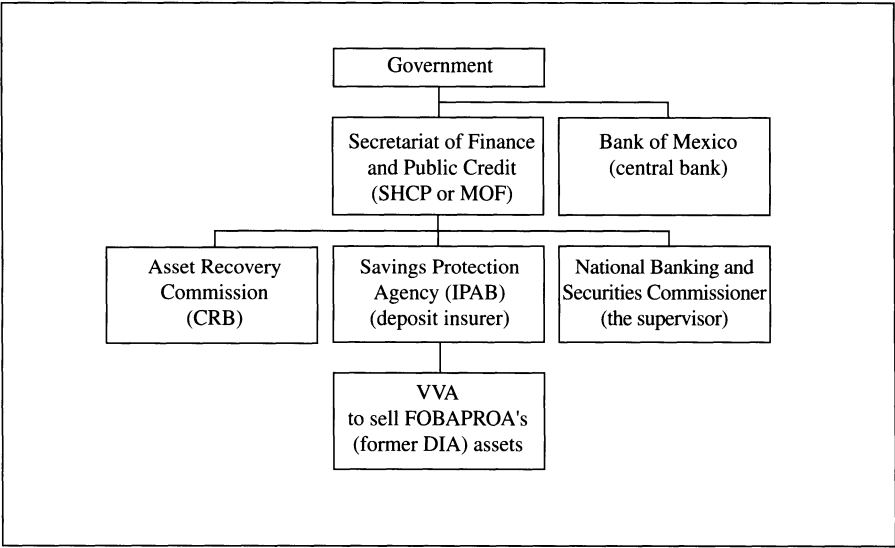 Government
Secretariat of Finance
and Public Credit
(SHCP or MOF)
Bank of Mexico
(central bank)
Asset Recovery
Commission
(CRB)
Savings Protection
Agency (IPAB)
(deposit insurer)
National Banking and
Securities Commissioner
(the supervisor)
VVA
to sell FOBAPROA's
(former DIA) assets